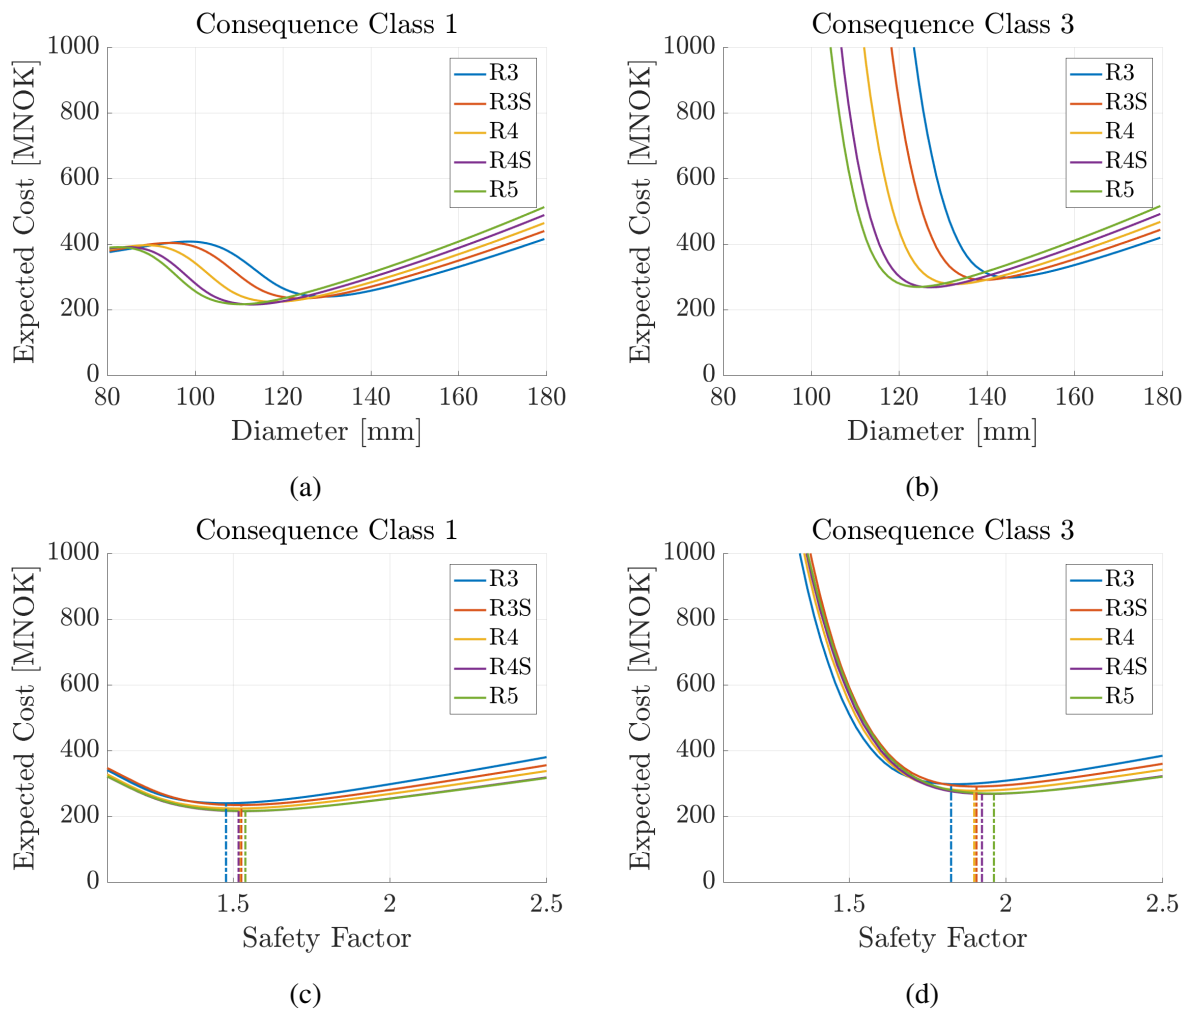 Consequence Class 1
Expected Cost [MNOK]
1000
800
600
400
200
0
R3
R3S
R4
R4S
R5
80 100 120 140 160 180
Diameter [mm]
(a)
Consequence Class 3
Expected Cost [MNOK]
1000
800
600
400
200
0
R3
R3S
R4
R4S
R5
80 100 120 140 160 180
Diameter [mm]
(b)
Consequence Class 1
Expected Cost [MNOK]
1000
800
600
400
200
0
R3
R3S
R4
R4S
R5
1.5 2 2.5
Safety Factor
(c)
Consequence Class 3
Expected Cost [MNOK]
1000
800
600
400
200
0
R3
R3S
R4
R4S
R5
1.5 2 2.5
Safety Factor
(d)